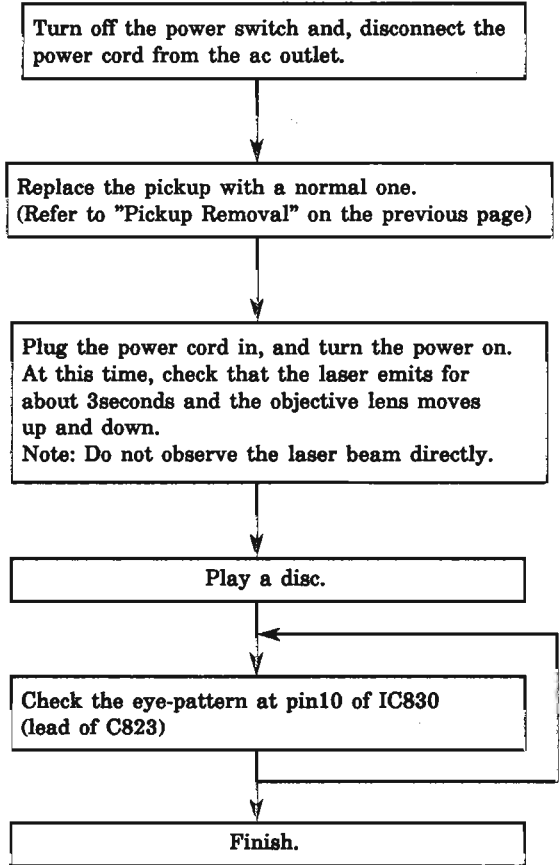 Turn off the power switch and, disconnect the
power cord from the ac outlet.
Replace the pickup with a normal one.
(Refer to "Pickup Removal" on the previous page)
Plug the power cord in, and turn the power on.
At this time, check that the laser emits for
about 3seconds and the objective lens moves
up and down.
Note: Do not observe the laser beam directly.
Play a disc.
Check the eye-pattern at pin10 of IC830
(lead of C823)
Finish.